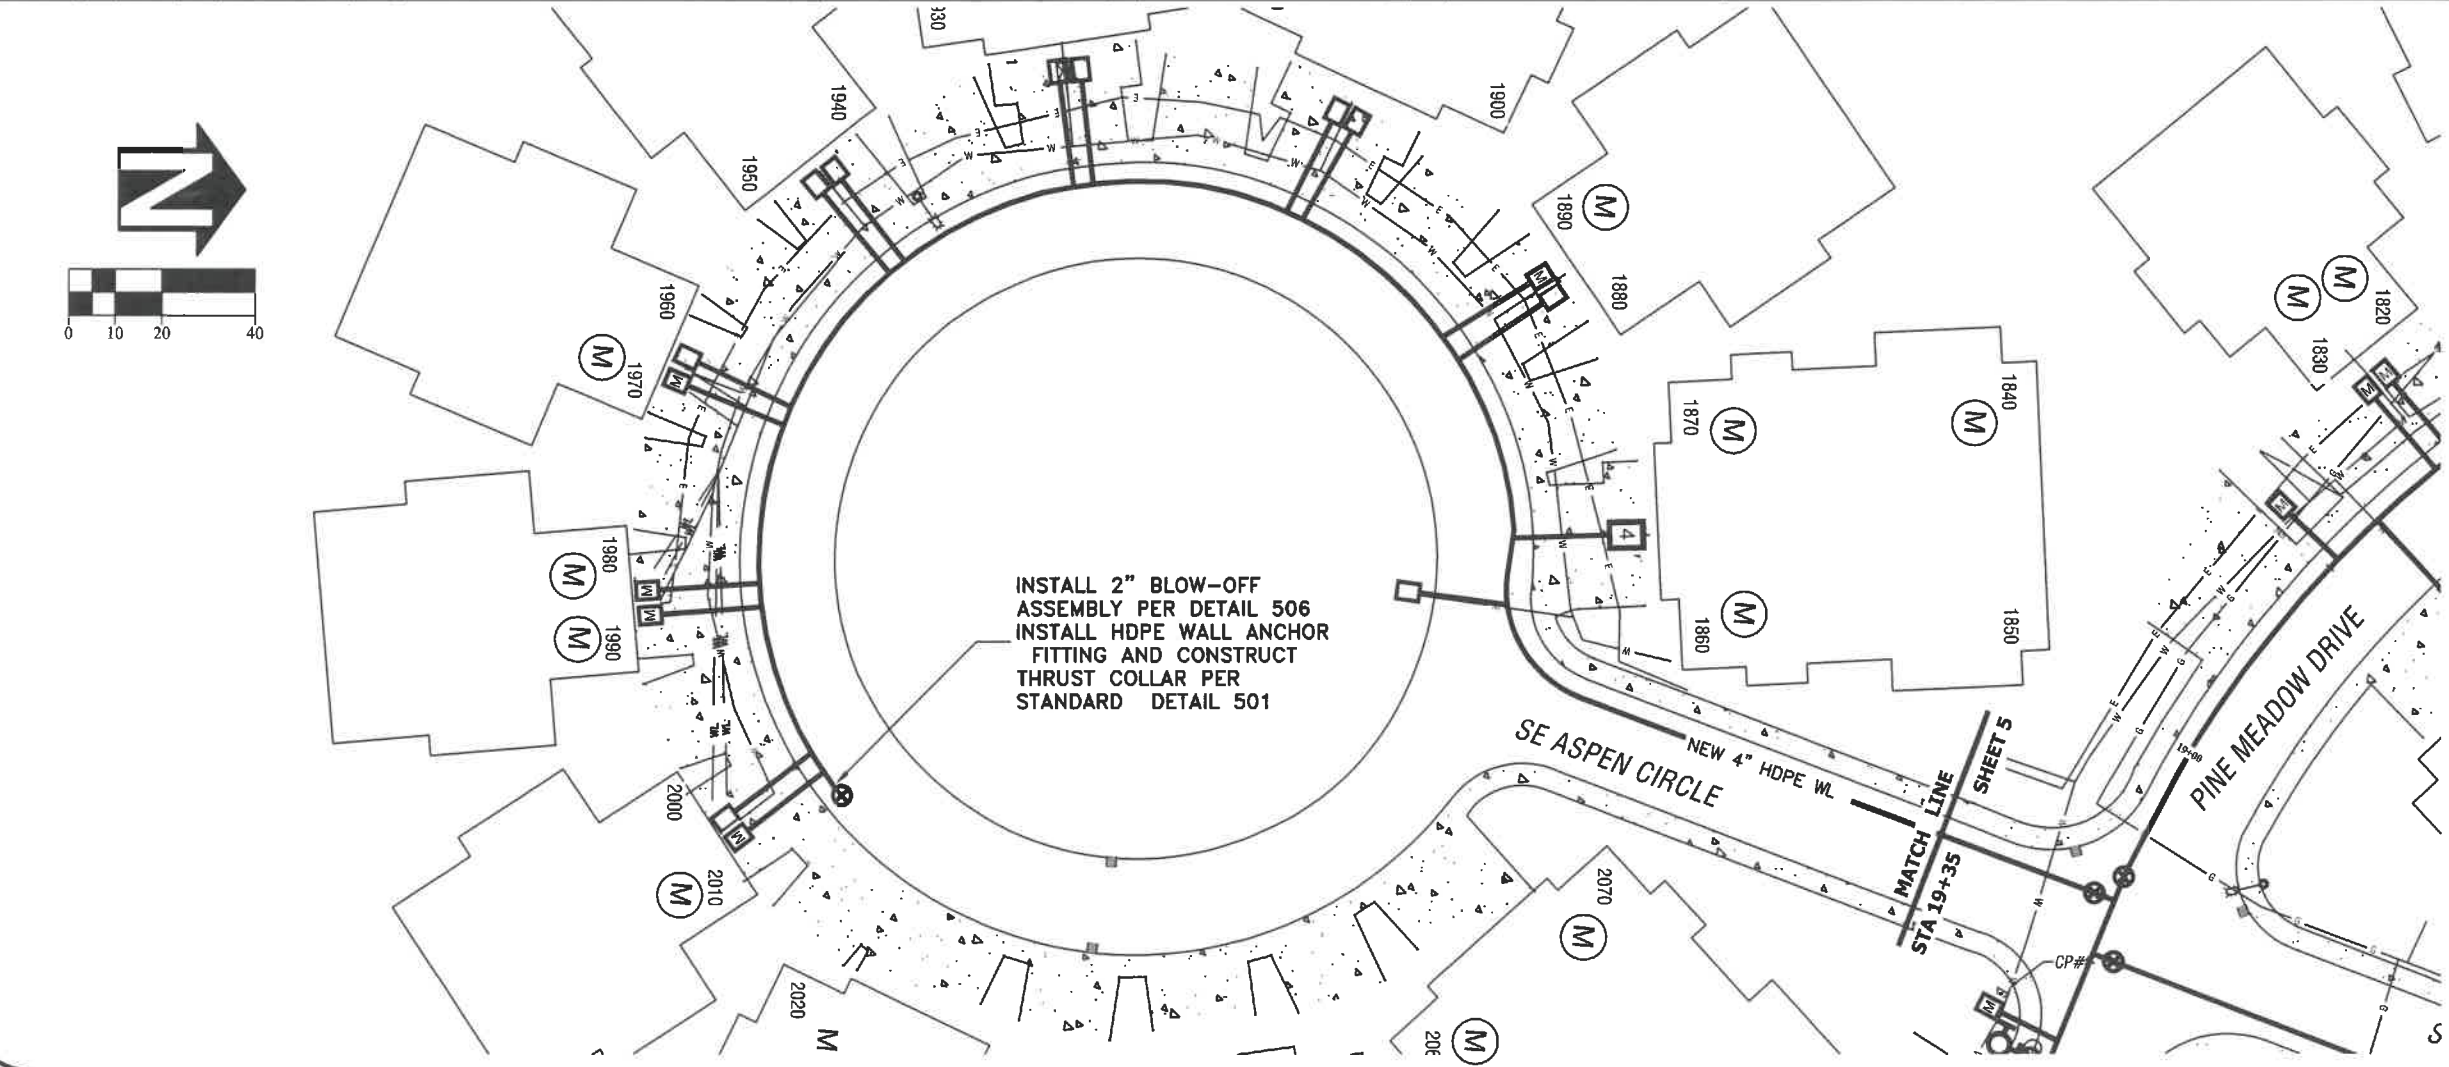 N
0 10 20 40
930
1
1940
1950
1960
M
1970
1980
M
M
1990
2000
2010
M
2020
M
1900
M
1890
1880
1870
M
1840
M
M
1860
1850
1820
M
M
1830
4
INSTALL 2" BLOW-OFF
ASSEMBLY PER DETAIL 506
INSTALL HDPE WALL ANCHOR
FITTING AND CONSTRUCT
THRUST COLLAR PER
STANDARD DETAIL 501
SE ASPEN CIRCLE
NEW 4" HDPE WL
MATCH LINE
STA 19+35
SHEET 5
PINE MEADOW DRIVE
19+00
2070
M
M
CP#